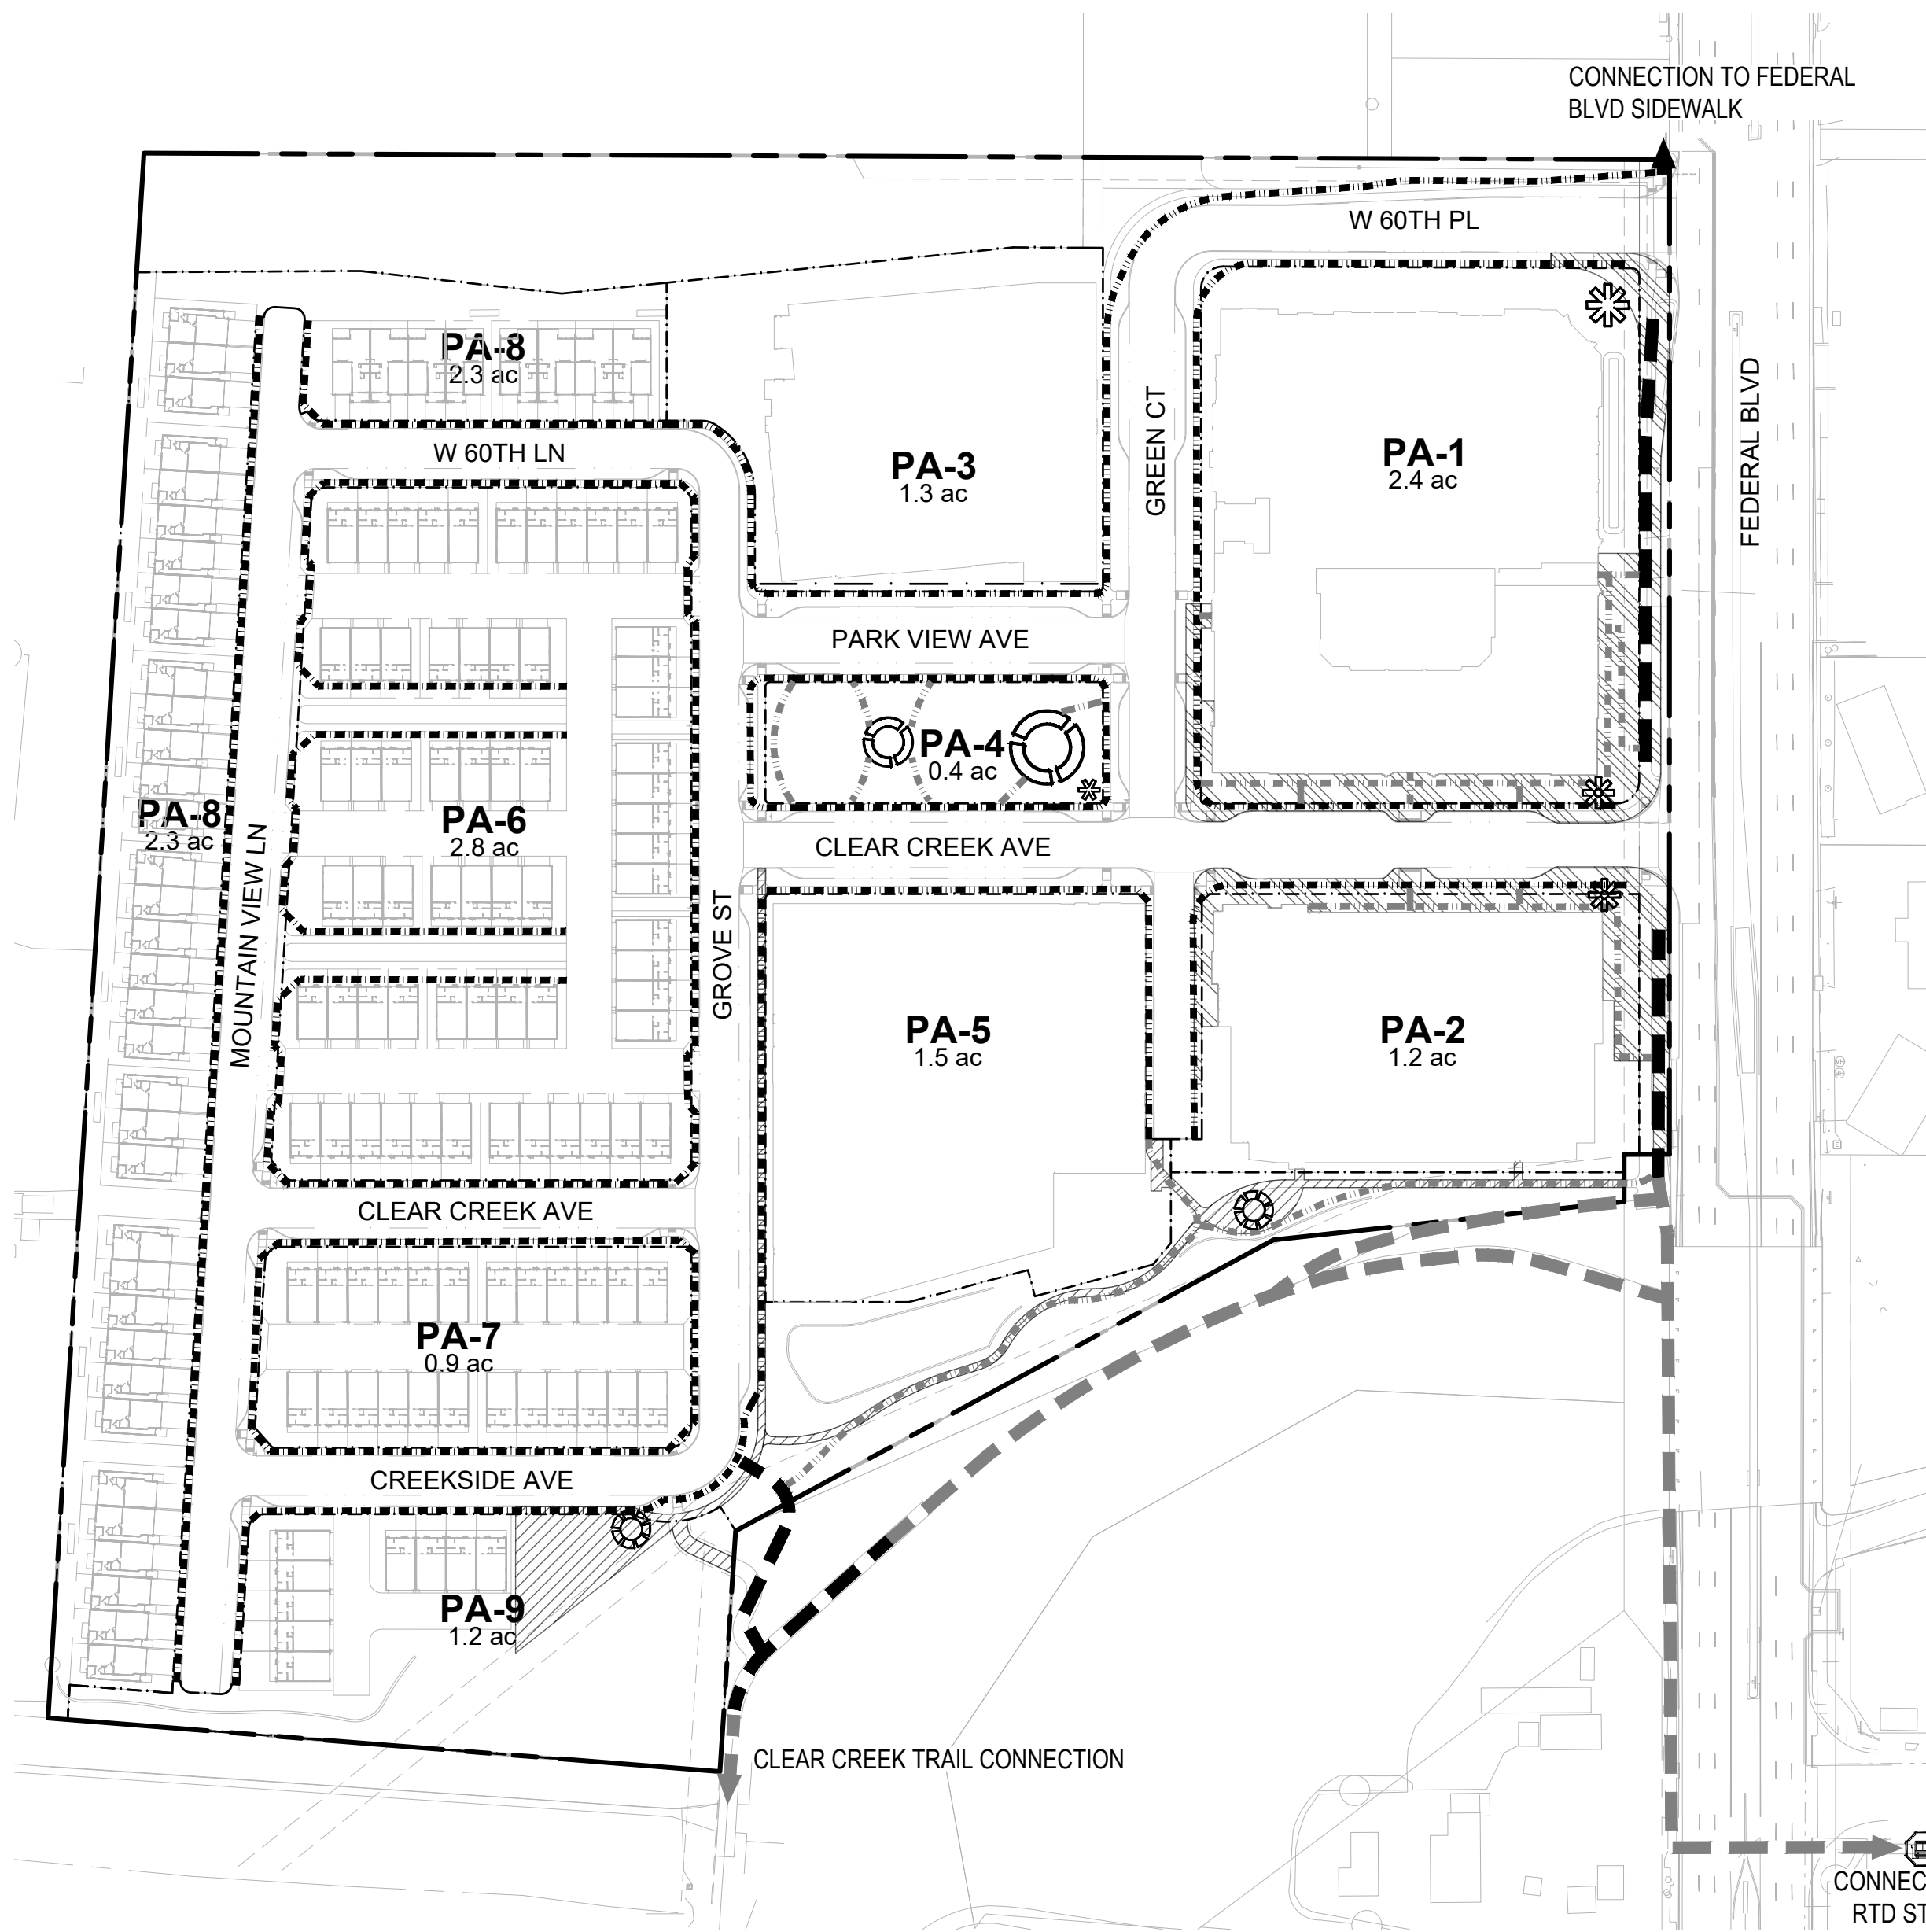 CONNECTION TO FEDERAL
BLVD SIDEWALK
W 60TH PL
PA-8
2.3 ac
W 60TH LN
PA-3
1.3 ac
GREEN CT
PA-1
2.4 ac
FEDERAL BLVD
PARK VIEW AVE
PA-4
0.4 ac
PA-8
2.3 ac
MOUNTAIN VIEW LN
PA-6
2.8 ac
CLEAR CREEK AVE
GROVE ST
PA-5
1.5 ac
PA-2
1.2 ac
CLEAR CREEK AVE
PA-7
0.9 ac
CREEKSIDE AVE
PA-9
1.2 ac
CLEAR CREEK TRAIL CONNECTION
CONNEC
RTD ST